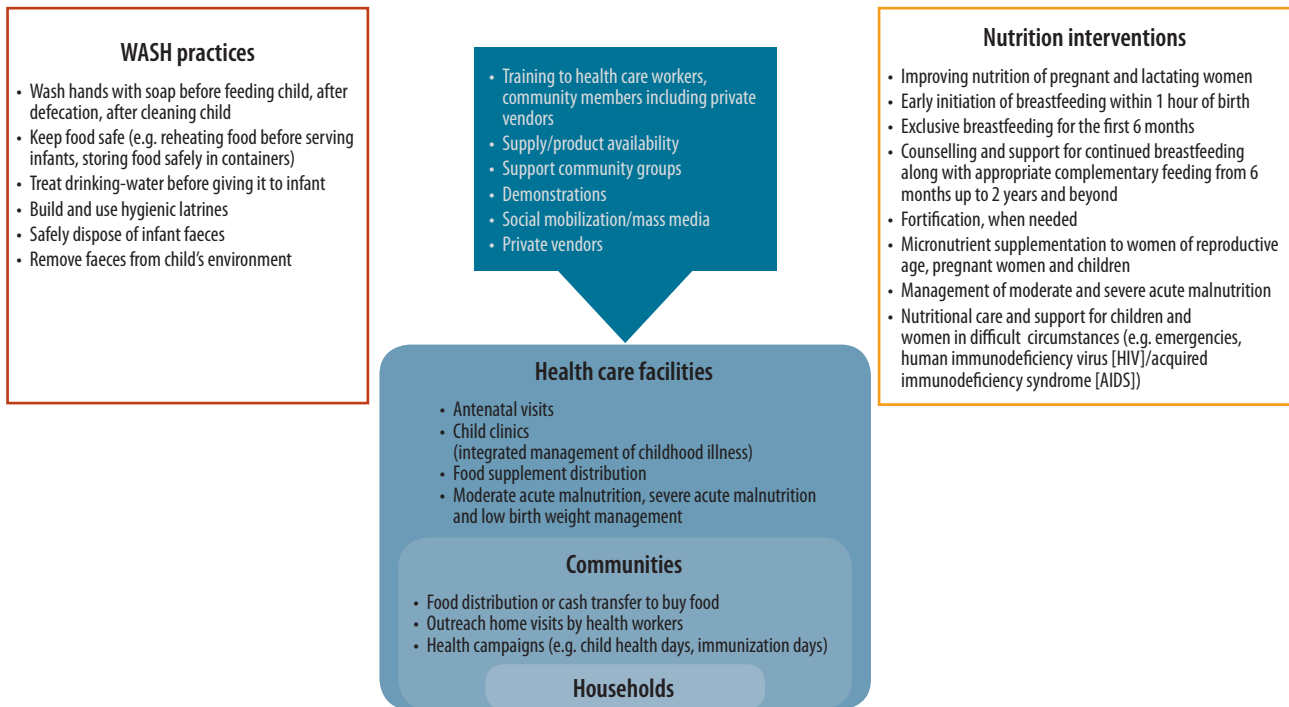 WASH practices
• Wash hands with soap before feeding child, after
defecation, after cleaning child
• Keep food safe (e.g. reheating food before serving
infants, storing food safely in containers)
• Treat drinking-water before giving it to infant
• Build and use hygienic latrines
• Safely dispose of infant faeces
• Remove faeces from child's environment
• Training to health care workers,
community members including private
vendors
• Supply/product availability
• Support community groups
• Demonstrations
• Social mobilization/mass media
• Private vendors
Nutrition interventions
• Improving nutrition of pregnant and lactating women
• Early initiation of breastfeeding within 1 hour of birth
• Exclusive breastfeeding for the first 6 months
• Counselling and support for continued breastfeeding
along with appropriate complementary feeding from 6
months up to 2 years and beyond
• Fortification, when needed
• Micronutrient supplementation to women of reproductive
age, pregnant women and children
• Management of moderate and severe acute malnutrition
• Nutritional care and support for children and
women in difficult circumstances (e.g. emergencies,
human immunodeficiency virus [HIV]/acquired
immunodeficiency syndrome [AIDS])
Health care facilities
• Antenatal visits
• Child clinics
(integrated management of childhood illness)
• Food supplement distribution
• Moderate acute malnutrition, severe acute malnutrition
and low birth weight management
Communities
• Food distribution or cash transfer to buy food
• Outreach home visits by health workers
• Health campaigns (e.g. child health days, immunization days)
Households